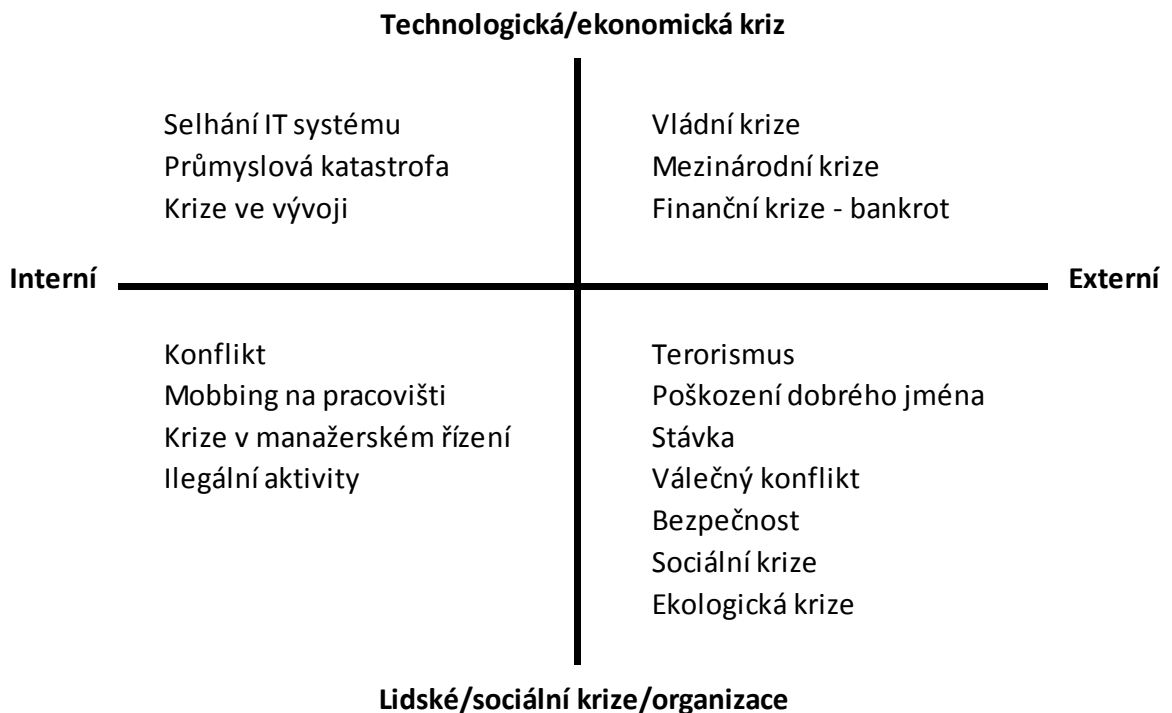 Technologická/ekonomická kriz
Selhání IT systému
Průmyslová katastrofa
Krize ve vývoji
Vládní krize
Mezinárodní krize
Finanční krize - bankrot
Interní
Externí
Konflikt
Mobbing na pracovišti
Krize v manažerském řízení
Ilegální aktivity
Terorismus
Poškození dobrého jména
Stávka
Válečný konflikt
Bezpečnost
Sociální krize
Ekologická krize
Lidské/sociální krize/organizace